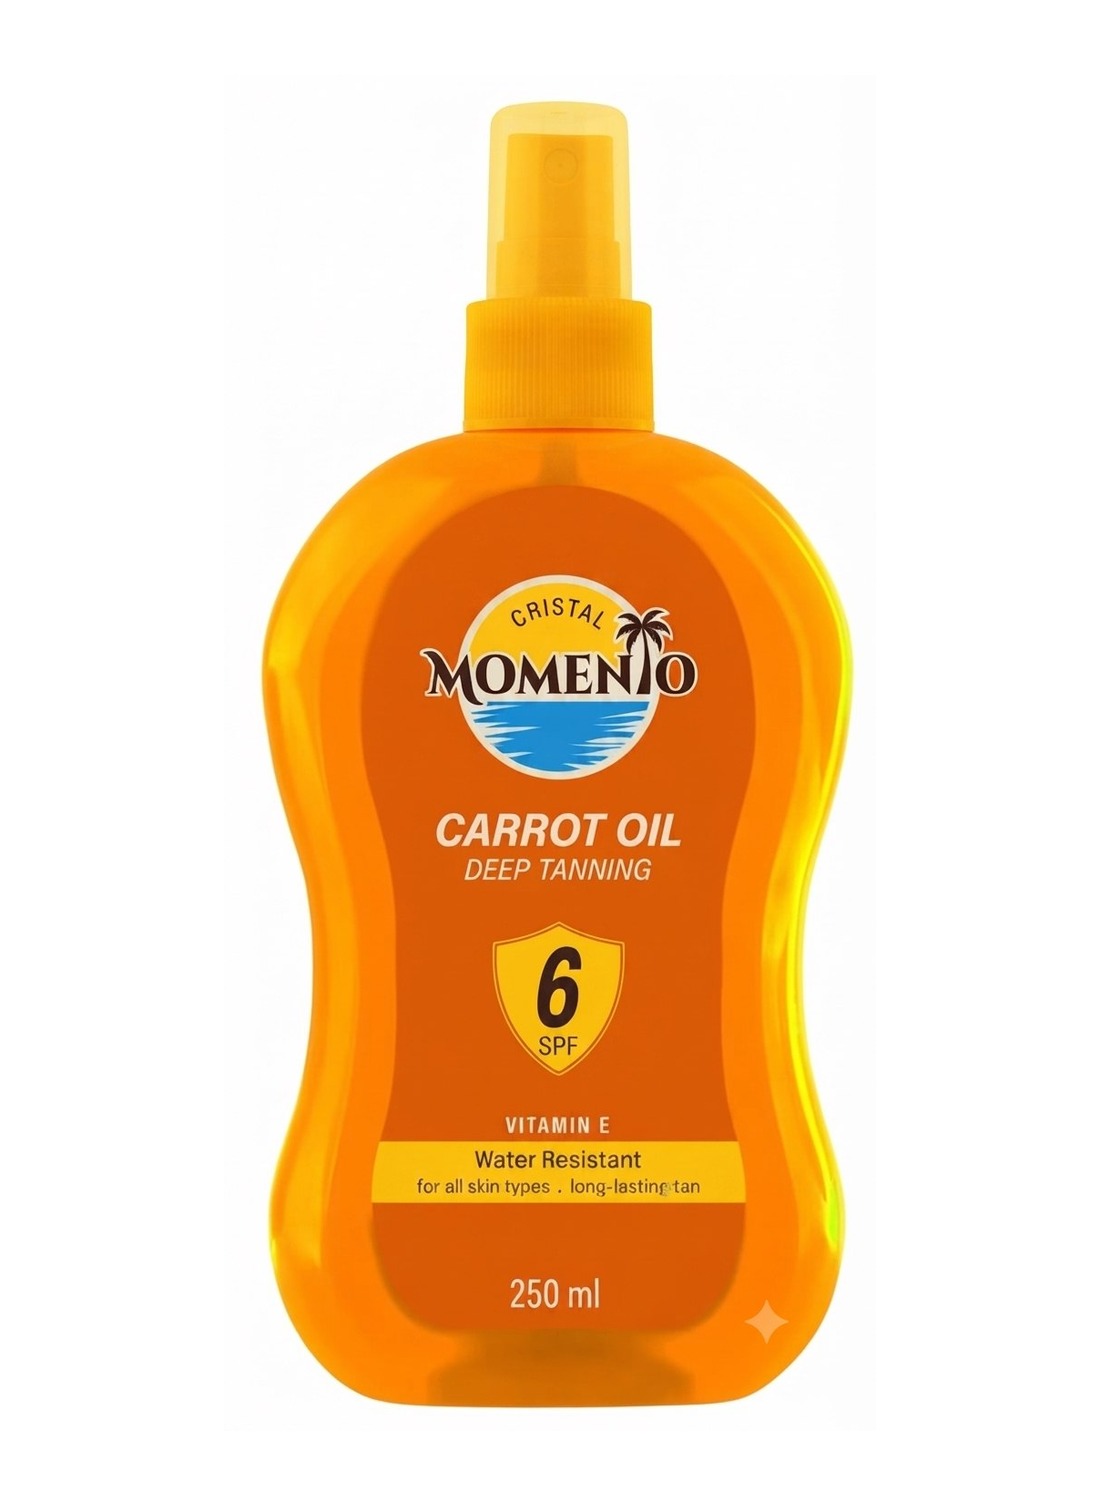 CRISTAL
MOMENTO
CARROT OIL
DEEP TANNING
6
SPF
VITAMIN E
Water Resistant
for all skin types . long-lasting tan
250 ml